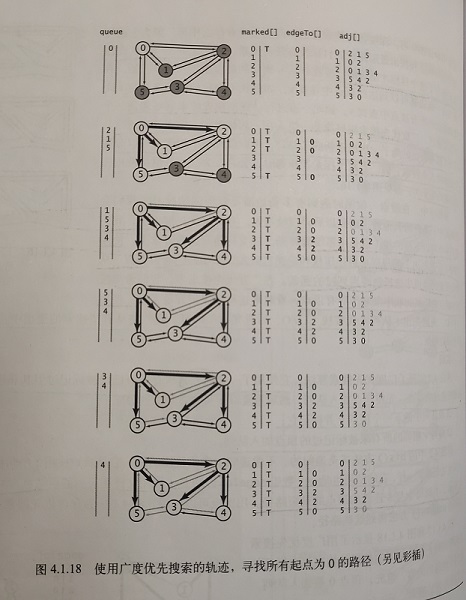 queue marked[] edgeTo[] adj[]
0 0 2 0 T 0 0 2 1 5
1 1 1 1 0 2
2 2 2 0 1 3 4
3 3 3 3 5 4 2
5 3 4 4 4 4 3 2
5 5 5 3 0
2 0 2 0 T 0 0 2 1 5
1 1 1 T 1 0 1 0 2
5 2 T 2 0 2 0 1 3 4
3 3 3 3 5 4 2
5 4 4 4 4 3 2
5 T 5 0 5 3 0
1 0 2 0 T 0 0 2 1 5
5 1 1 T 1 0 1 0 2
3 2 T 2 0 2 0 1 3 4
4 3 3 T 3 2 3 5 4 2
5 4 4 T 4 2 4 3 2
5 T 5 0 5 3 0
5 0 2 0 T 0 0 2 1 5
3 1 1 T 1 0 1 0 2
4 2 T 2 0 2 0 1 3 4
3 3 T 3 2 3 5 4 2
5 4 4 T 4 2 4 3 2
5 T 5 0 5 3 0
3 0 2 0 T 0 0 2 1 5
4 1 1 T 1 0 1 0 2
2 T 2 0 2 0 1 3 4
3 3 T 3 2 3 5 4 2
5 4 4 T 4 2 4 3 2
5 T 5 0 5 3 0
4 0 2 0 T 0 0 2 1 5
1 1 T 1 0 1 0 2
2 T 2 0 2 0 1 3 4
3 3 T 3 2 3 5 4 2
5 4 4 T 4 2 4 3 2
5 T 5 0 5 3 0
图 4.1.18 使用广度优先搜索的轨迹，寻找所有起点为 0 的路径（另见彩插）